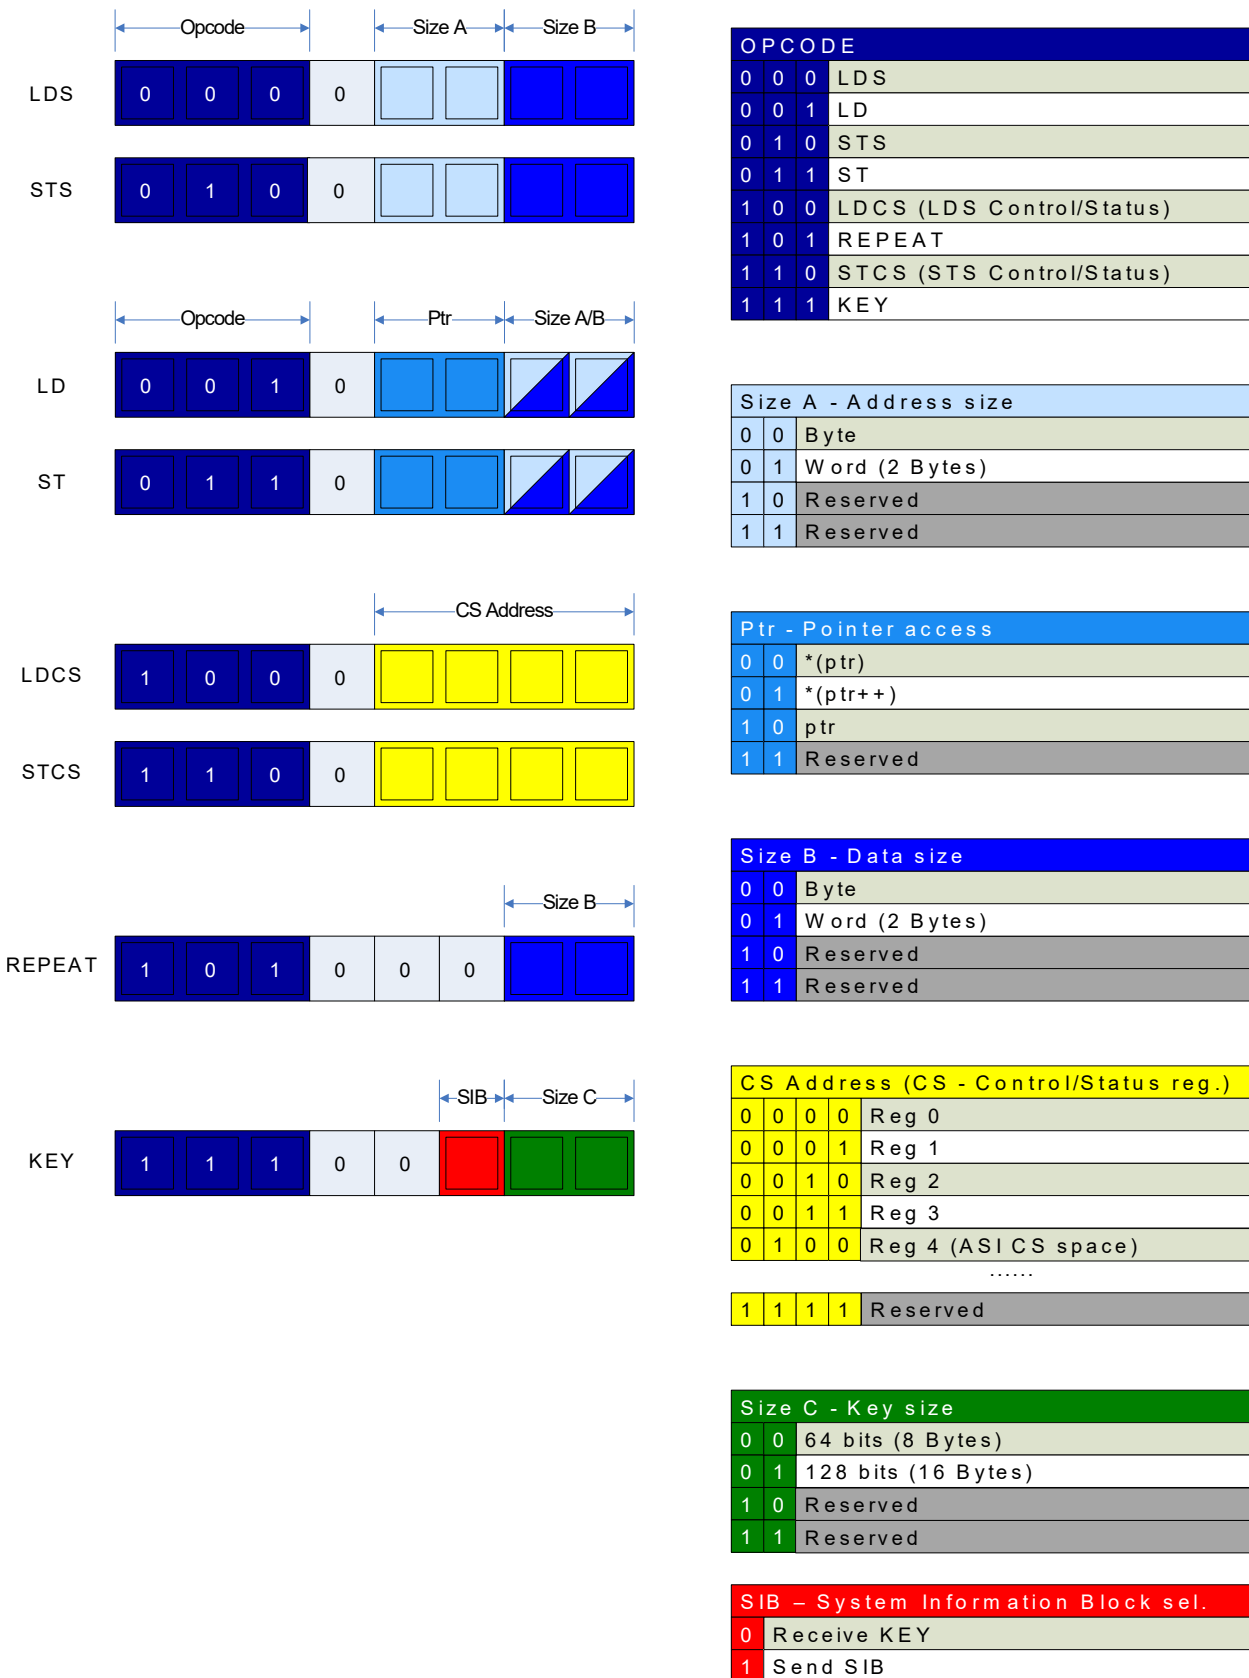 Opcode Size A Size B
LDS 0 0 0 0
STS 0 1 0 0
Opcode Ptr Size A/B
LD 0 0 1 0
ST 0 1 1 0
CS Address
LDCS 1 0 0 0
STCS 1 1 0 0
Size B
REPEAT 1 0 1 0 0 0
SIB Size C
KEY 1 1 1 0 0
OPCODE
0 0 0 LDS
0 0 1 LD
0 1 0 STS
0 1 1 ST
1 0 0 LDCS (LDS Control/Status)
1 0 1 REPEAT
1 1 0 STCS (STS Control/Status)
1 1 1 KEY
Size A - Address size
0 0 Byte
0 1 Word (2 Bytes)
1 0 Reserved
1 1 Reserved
Ptr - Pointer access
0 0 *(ptr)
0 1 *(ptr++)
1 0 ptr
1 1 Reserved
Size B - Data size
0 0 Byte
0 1 Word (2 Bytes)
1 0 Reserved
1 1 Reserved
CS Address (CS - Control/Status reg.)
0 0 0 0 Reg 0
0 0 0 1 Reg 1
0 0 1 0 Reg 2
0 0 1 1 Reg 3
0 1 0 0 Reg 4 (ASI CS space)
......
1 1 1 1 Reserved
Size C - Key size
0 0 64 bits (8 Bytes)
0 1 128 bits (16 Bytes)
1 0 Reserved
1 1 Reserved
SIB – System Information Block sel.
0 Receive KEY
1 Send SIB